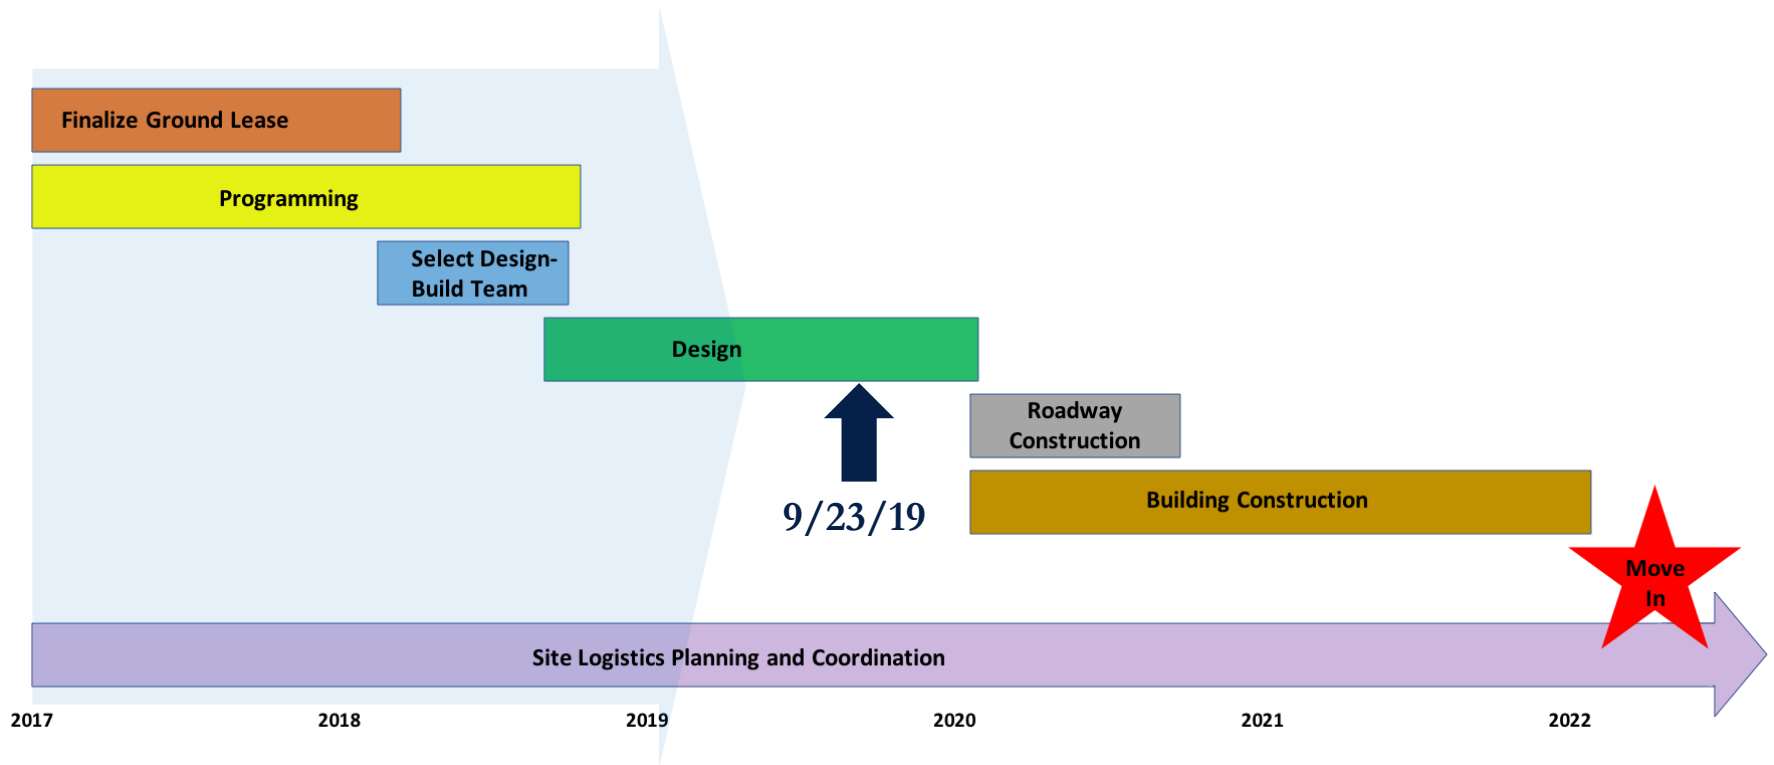 Finalize Ground Lease
Programming
Select Design-
Build Team
Design
Roadway
Construction
Building Construction
9/23/19
Move
In
Site Logistics Planning and Coordination
2017 2018 2019 2020 2021 2022